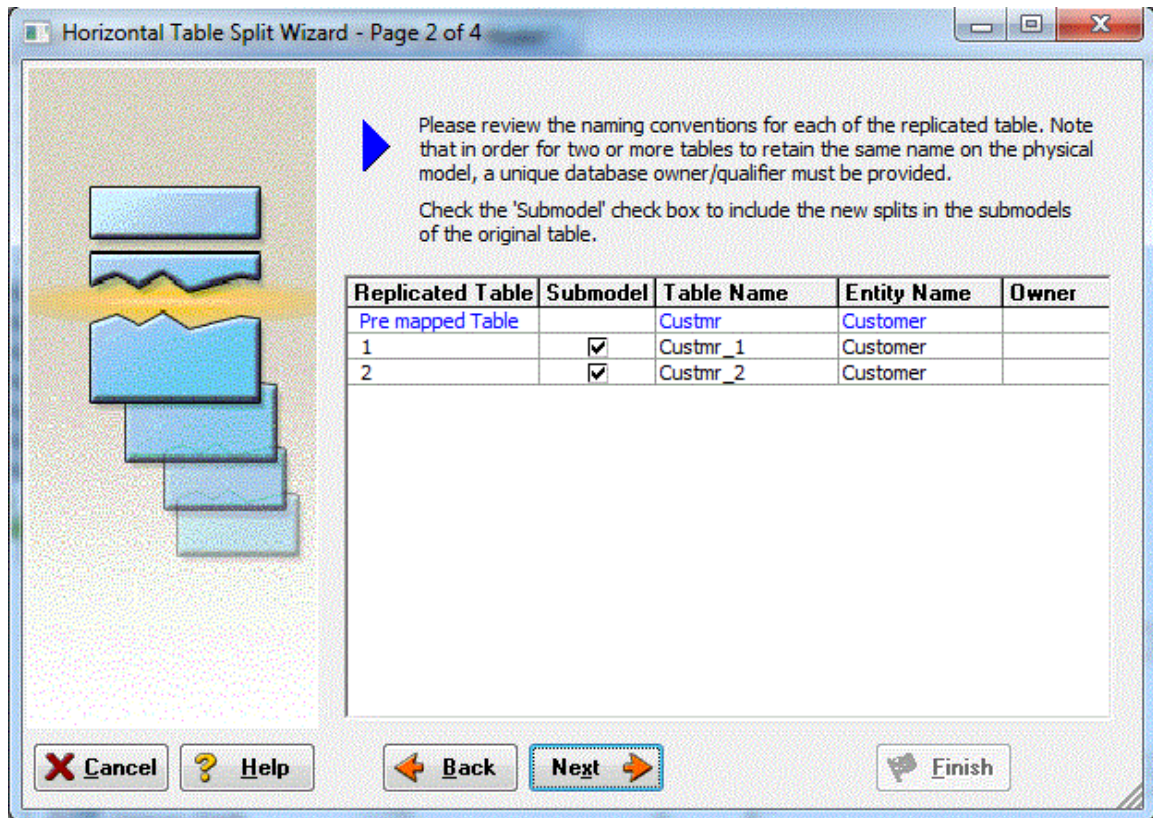 Horizontal Table Split Wizard - Page 2 of 4
Please review the naming conventions for each of the replicated table. Note
that in order for two or more tables to retain the same name on the physical
model, a unique database owner/qualifier must be provided.
Check the 'Submodel' check box to include the new splits in the submodels
of the original table.
Replicated Table Submodel Table Name Entity Name Owner
Pre mapped Table Custmr Customer
1 Custmr_1 Customer
2 Custmr_2 Customer
Cancel Help Back Next Finish